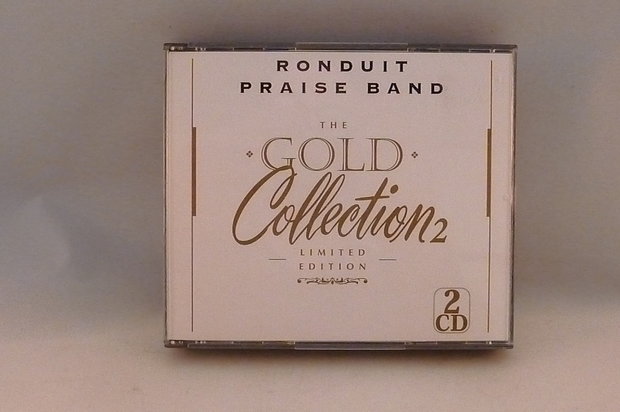 RONDUIT
PRAISE BAND
THE
GOLD
Collection 2
LIMITED
EDITION
2
CD